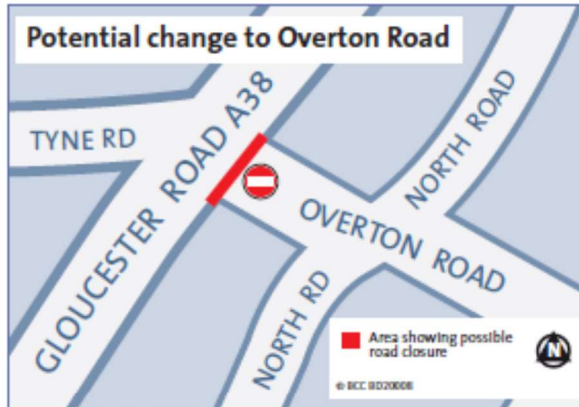 Potential change to Overton Road
TYNE RD
GLOUCESTER ROAD A38
NORTH ROAD
OVERTON ROAD
NORTH RD
Area showing possible
road closure
N
© BCC BD20008